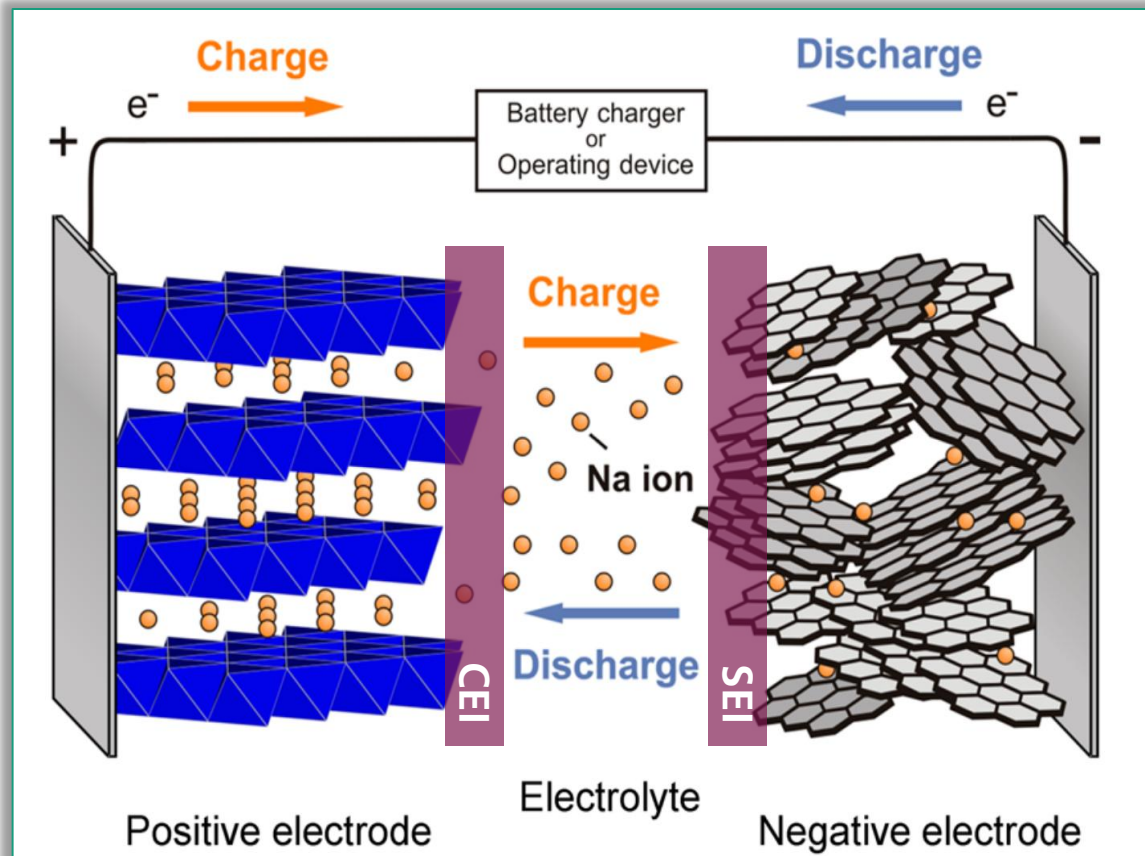 Charge
Discharge
e-
e-
+
Battery charger
or
Operating device
-
Charge
Na ion
Discharge
CEI
SEI
Electrolyte
Positive electrode
Negative electrode